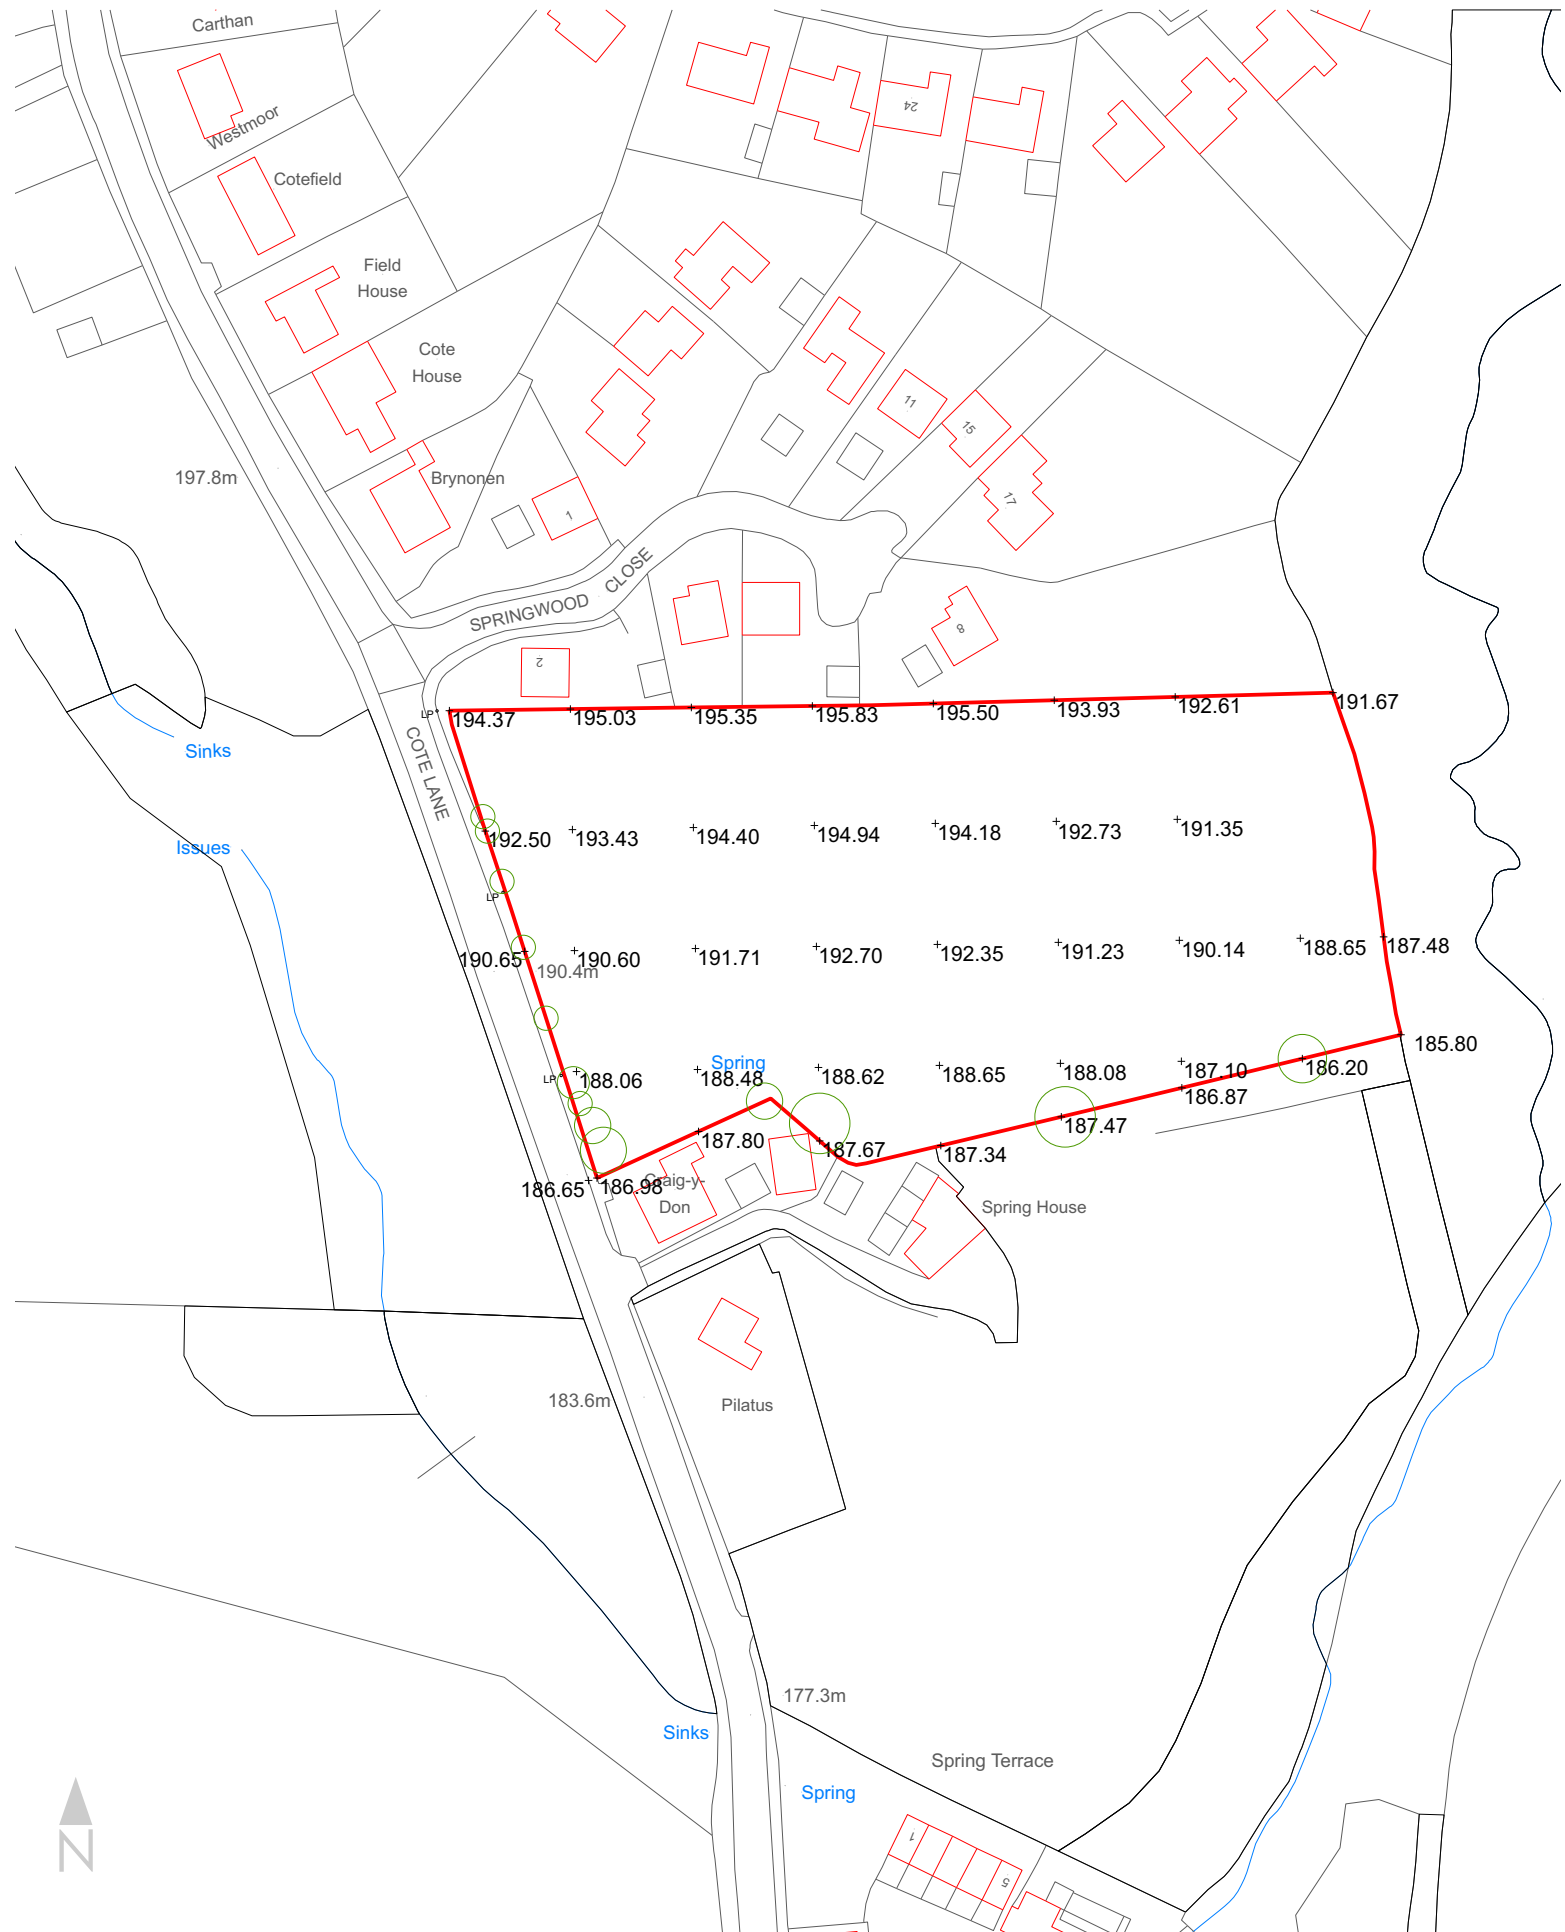 Carthan
24
Westmoor
Cotefield
Field
House
Cote
House
11
15
197.8m
Brynonen
17
1
SPRINGWOOD CLOSE
8
2
LP
194.37
195.03
195.35
195.83
195.50
193.93
192.61
191.67
Sinks
COTE LANE
192.50
193.43
194.40
194.94
194.18
192.73
191.35
Issues
LP
190.65
190.4m
190.60
191.71
192.70
192.35
191.23
190.14
188.65
187.48
185.80
Spring
LP
188.06
188.48
188.62
188.65
188.08
187.10
186.20
186.87
187.47
187.80
187.67
187.34
186.65
186.98
Craig-y-
Don
Spring House
183.6m
Pilatus
177.3m
Sinks
Spring Terrace
Spring
1
5
N